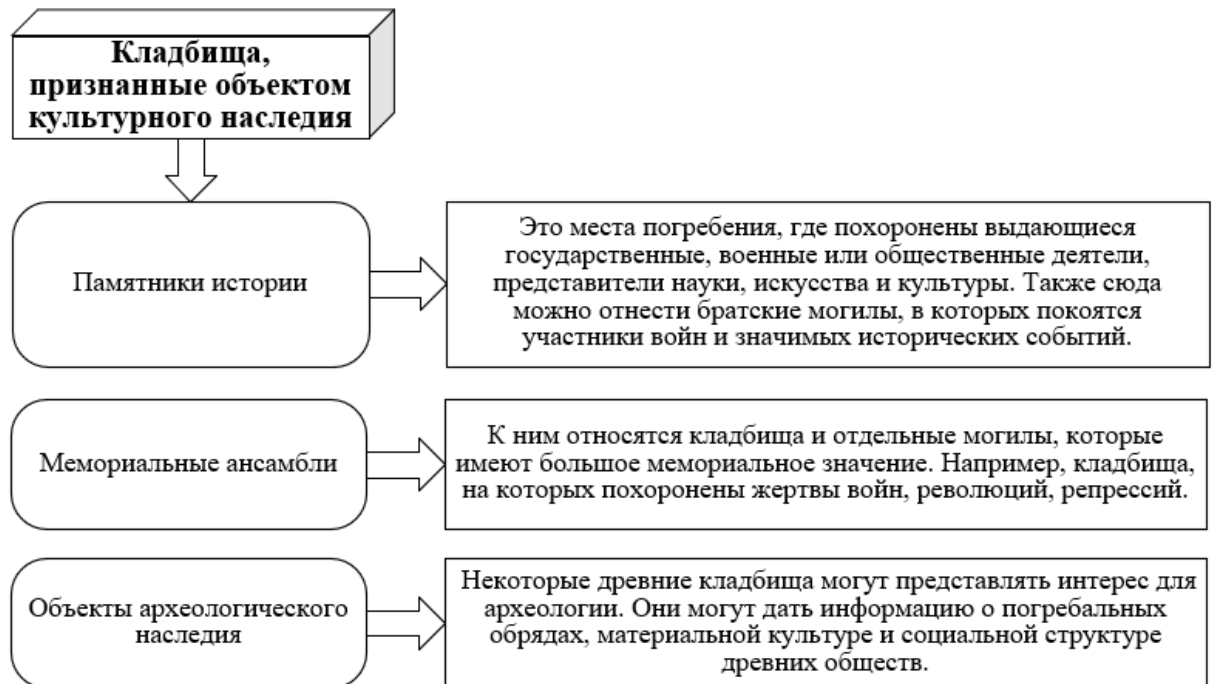 Кладбища,
признанные объектом
культурного наследия
Памятники истории
Это места погребения, где похоронены выдающиеся
государственные, военные или общественные деятели,
представители науки, искусства и культуры. Также сюда
можно отнести братские могилы, в которых покоятся
участники войн и значимых исторических событий.
Мемориальные ансамбли
К ним относятся кладбища и отдельные могилы, которые
имеют большое мемориальное значение. Например, кладбища,
на которых похоронены жертвы войн, революций, репрессий.
Объекты археологического
наследия
Некоторые древние кладбища могут представлять интерес для
археологии. Они могут дать информацию о погребальных
обрядах, материальной культуре и социальной структуре
древних обществ.